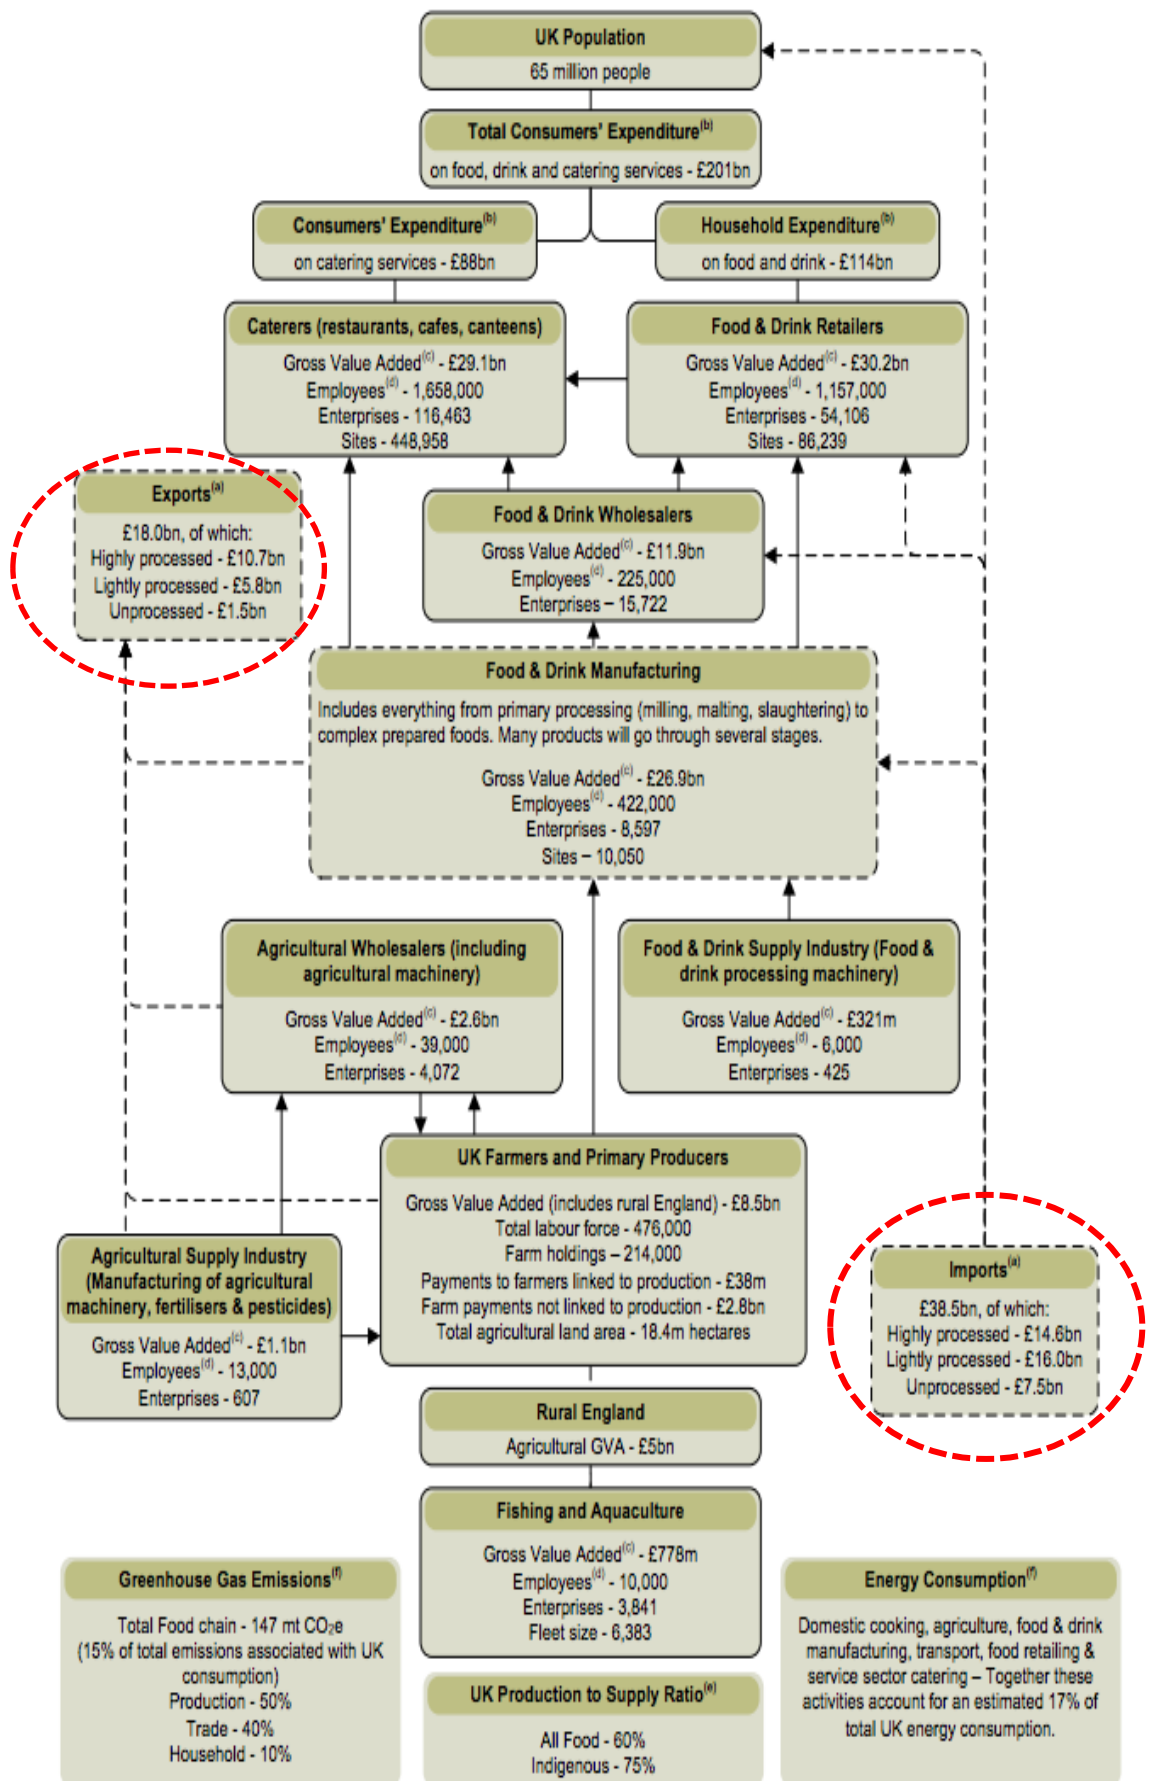 UK Population
65 million people
Total Consumers' Expenditure(b)
on food, drink and catering services - £201bn
Consumers' Expenditure(b)
on catering services - £88bn
Household Expenditure(b)
on food and drink - £114bn
Caterers (restaurants, cafes, canteens)
Gross Value Added(c) - £29.1bn
Employees(d) - 1,658,000
Enterprises - 116,463
Sites - 448,958
Food & Drink Retailers
Gross Value Added(c) - £30.2bn
Employees(d) - 1,157,000
Enterprises - 54,106
Sites - 86,239
Exports(a)
£18.0bn, of which:
Highly processed - £10.7bn
Lightly processed - £5.8bn
Unprocessed - £1.5bn
Food & Drink Wholesalers
Gross Value Added(c) - £11.9bn
Employees(d) - 225,000
Enterprises – 15,722
Food & Drink Manufacturing
Includes everything from primary processing (milling, malting, slaughtering) to
complex prepared foods. Many products will go through several stages.
Gross Value Added(c) - £26.9bn
Employees(d) - 422,000
Enterprises - 8,597
Sites – 10,050
Agricultural Wholesalers (including
agricultural machinery)
Gross Value Added(c) - £2.6bn
Employees(d) - 39,000
Enterprises - 4,072
Food & Drink Supply Industry (Food &
drink processing machinery)
Gross Value Added(c) - £321m
Employees(d) - 6,000
Enterprises - 425
UK Farmers and Primary Producers
Gross Value Added (includes rural England) - £8.5bn
Total labour force - 476,000
Farm holdings – 214,000
Payments to farmers linked to production - £38m
Farm payments not linked to production - £2.8bn
Total agricultural land area - 18.4m hectares
Agricultural Supply Industry
(Manufacturing of agricultural
machinery, fertilisers & pesticides)
Gross Value Added(c) - £1.1bn
Employees(d) - 13,000
Enterprises - 607
Imports(a)
£38.5bn, of which:
Highly processed - £14.6bn
Lightly processed - £16.0bn
Unprocessed - £7.5bn
Rural England
Agricultural GVA - £5bn
Fishing and Aquaculture
Gross Value Added(c) - £778m
Employees(d) - 10,000
Enterprises - 3,841
Fleet size - 6,383
Greenhouse Gas Emissions(f)
Total Food chain - 147 mt CO2e
(15% of total emissions associated with UK
consumption)
Production - 50%
Trade - 40%
Household - 10%
UK Production to Supply Ratio(e)
All Food - 60%
Indigenous - 75%
Energy Consumption(f)
Domestic cooking, agriculture, food & drink
manufacturing, transport, food retailing &
service sector catering – Together these
activities account for an estimated 17% of
total UK energy consumption.